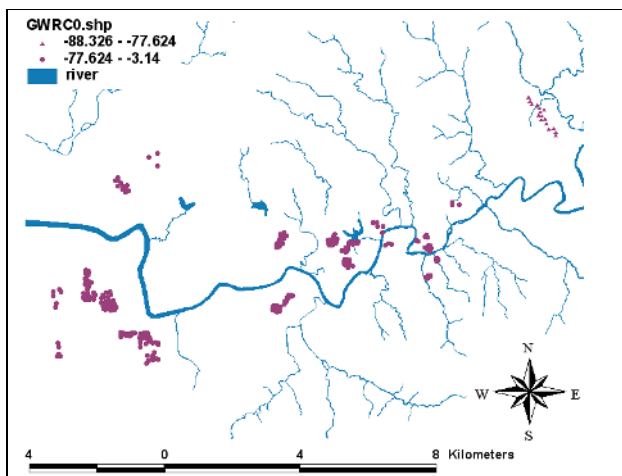 GWRC0.shp
-88.326 - -77.624
-77.624 - -3.14
river
N
W E
S
4 0 4 8 Kilometers